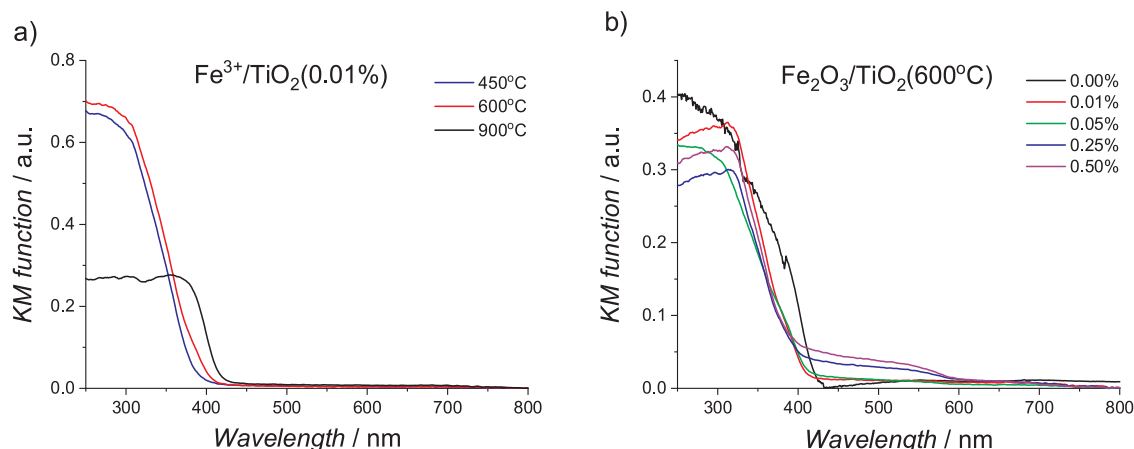 a)
Fe³⁺/TiO₂(0.01%)
450°C
600°C
900°C
0.8
0.6
0.4
0.2
0.0
KM function / a.u.
300 400 500 600 700 800
Wavelength / nm
b)
Fe₂O₃/TiO₂(600°C)
0.00%
0.01%
0.05%
0.25%
0.50%
0.4
0.3
0.2
0.1
0.0
KM function / a.u.
300 400 500 600 700 800
Wavelength / nm